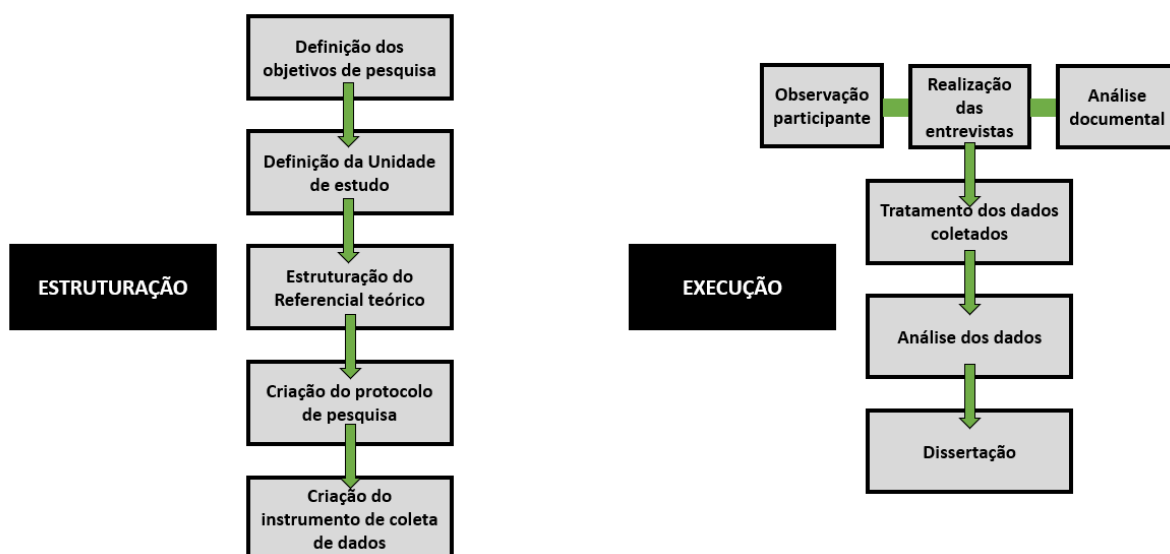 Definição dos
objetivos de pesquisa
Definição da Unidade
de estudo
ESTRUTURAÇÃO
Estruturação do
Referencial teórico
Criação do protocolo
de pesquisa
Criação do
instrumento de coleta
de dados
Observação
participante
Realização
das
entrevistas
Análise
documental
Tratamento dos dados
coletados
EXECUÇÃO
Análise dos dados
Dissertação